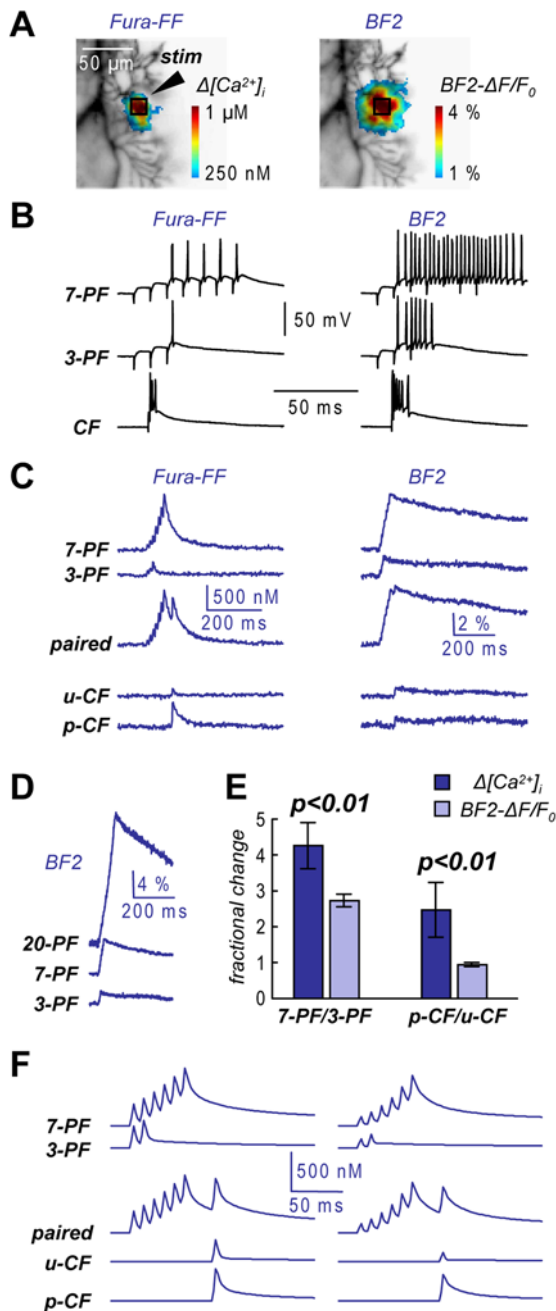 A
Fura-FF
BF2
50 µm
stim
Δ[Ca²⁺]ᵢ
1 µM
250 nM
BF2-ΔF/F₀
4 %
1 %
B
Fura-FF
BF2
7-PF
3-PF
CF
50 mV
50 ms
C
Fura-FF
BF2
7-PF
3-PF
500 nM
200 ms
paired
2 %
200 ms
u-CF
p-CF
D
BF2
4 %
200 ms
20-PF
7-PF
3-PF
E
Δ[Ca²⁺]ᵢ
BF2-ΔF/F₀
p<0.01
p<0.01
fractional change
5
4
3
2
1
0
7-PF/3-PF
p-CF/u-CF
F
7-PF
3-PF
500 nM
50 ms
paired
u-CF
p-CF